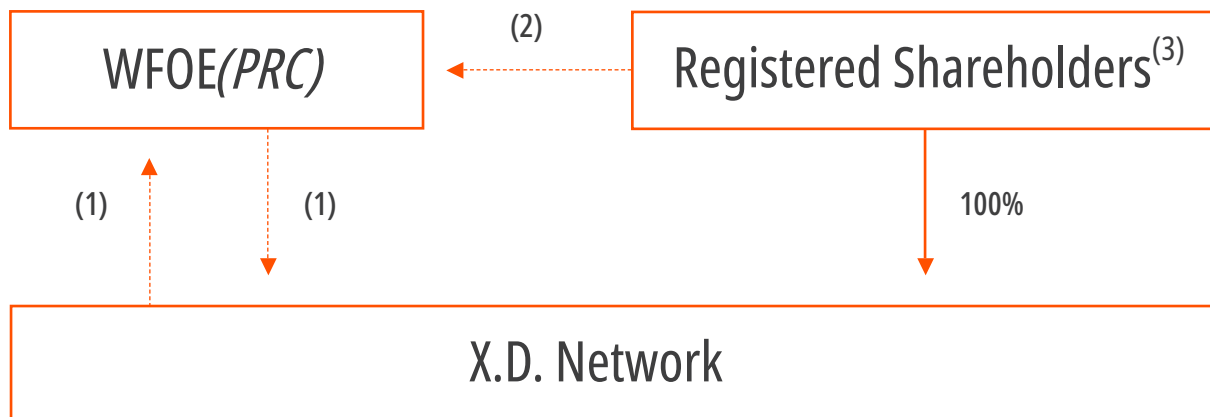 (2)
WFOE(PRC)
Registered Shareholders(3)
(1)
(1)
100%
X.D. Network